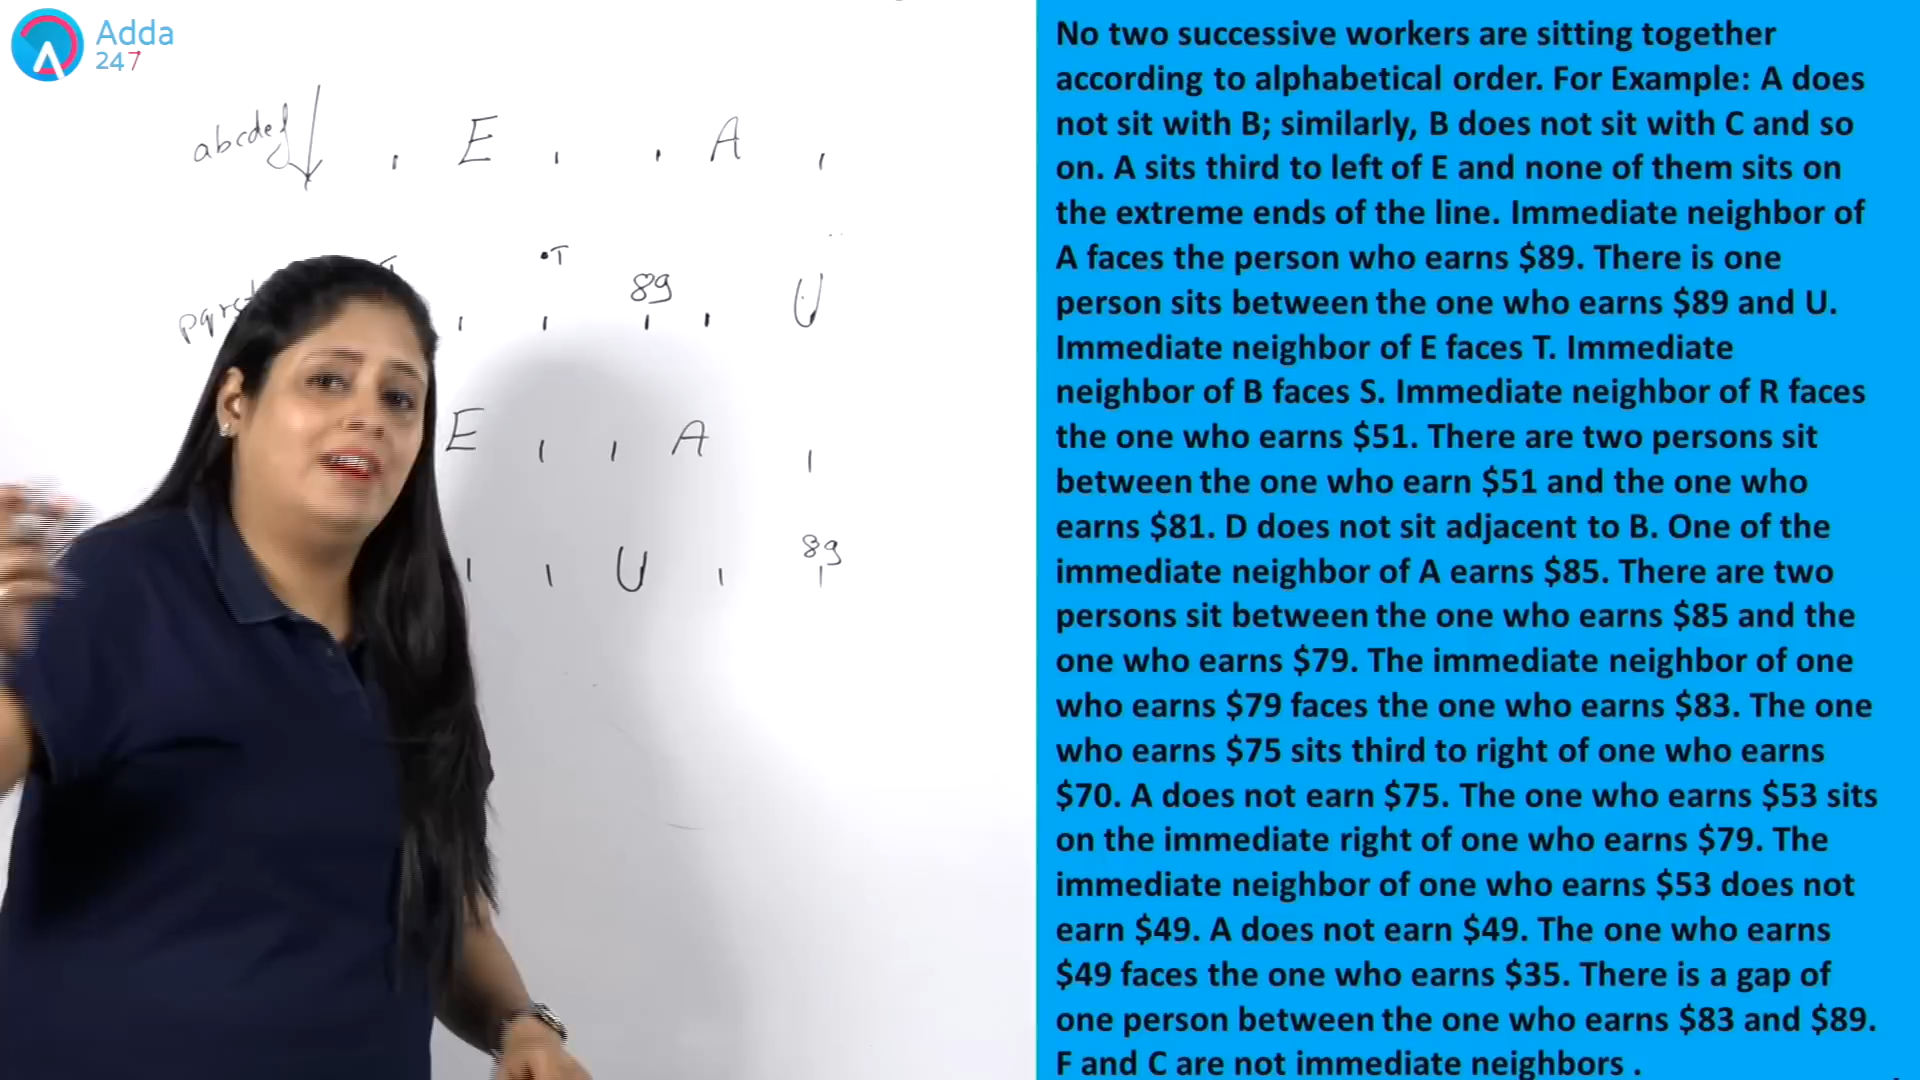 Adda
247
abcdef
E
A
T
89
U
E
A
U
89
No two successive workers are sitting together
according to alphabetical order. For Example: A does
not sit with B; similarly, B does not sit with C and so
on. A sits third to left of E and none of them sits on
the extreme ends of the line. Immediate neighbor of
A faces the person who earns $89. There is one
person sits between the one who earns $89 and U.
Immediate neighbor of E faces T. Immediate
neighbor of B faces S. Immediate neighbor of R faces
the one who earns $51. There are two persons sit
between the one who earn $51 and the one who
earns $81. D does not sit adjacent to B. One of the
immediate neighbor of A earns $85. There are two
persons sit between the one who earns $85 and the
one who earns $79. The immediate neighbor of one
who earns $79 faces the one who earns $83. The one
who earns $75 sits third to right of one who earns
$70. A does not earn $75. The one who earns $53 sits
on the immediate right of one who earns $79. The
immediate neighbor of one who earns $53 does not
earn $49. A does not earn $49. The one who earns
$49 faces the one who earns $35. There is a gap of
one person between the one who earns $83 and $89.
F and C are not immediate neighbors .